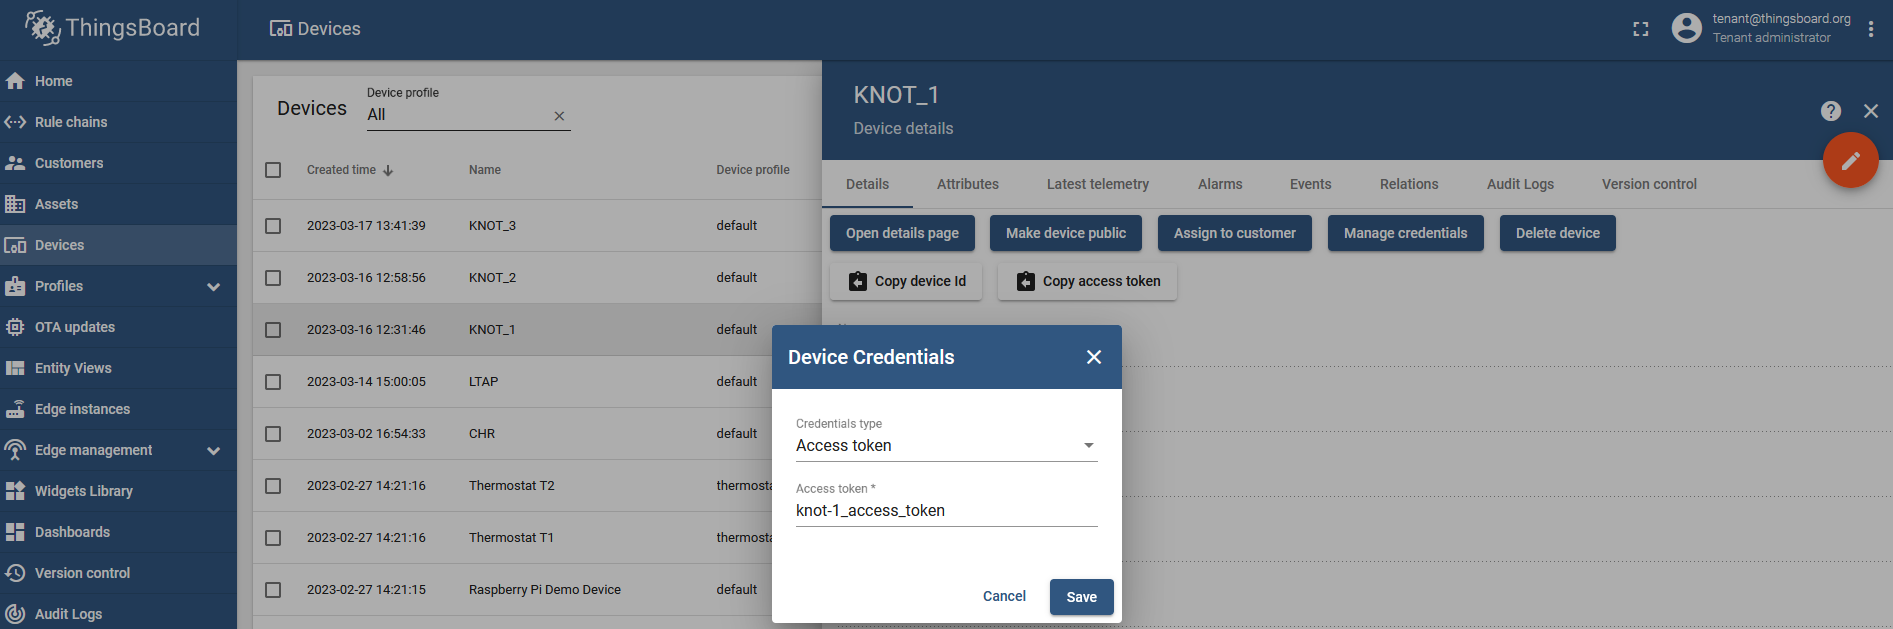 ThingsBoard
Devices
tenant@thingsboard.org
Tenant administrator
Home
Rule chains
Customers
Assets
Devices
Profiles
OTA updates
Entity Views
Edge instances
Edge management
Widgets Library
Dashboards
Version control
Audit Logs
Devices
Device profile
All
Created time Name Device profile
2023-03-17 13:41:39 KNOT_3 default
2023-03-16 12:58:56 KNOT_2 default
2023-03-16 12:31:46 KNOT_1 default
2023-03-14 15:00:05 LTAP default
2023-03-02 16:54:33 CHR default
2023-02-27 14:21:16 Thermostat T2 thermosta
2023-02-27 14:21:16 Thermostat T1 thermosta
2023-02-27 14:21:15 Raspberry Pi Demo Device default
KNOT_1
Device details
Details Attributes Latest telemetry Alarms Events Relations Audit Logs Version control
Open details page Make device public Assign to customer Manage credentials Delete device
Copy device Id Copy access token
Device Credentials
Credentials type
Access token
Access token *
knot-1_access_token
Cancel Save